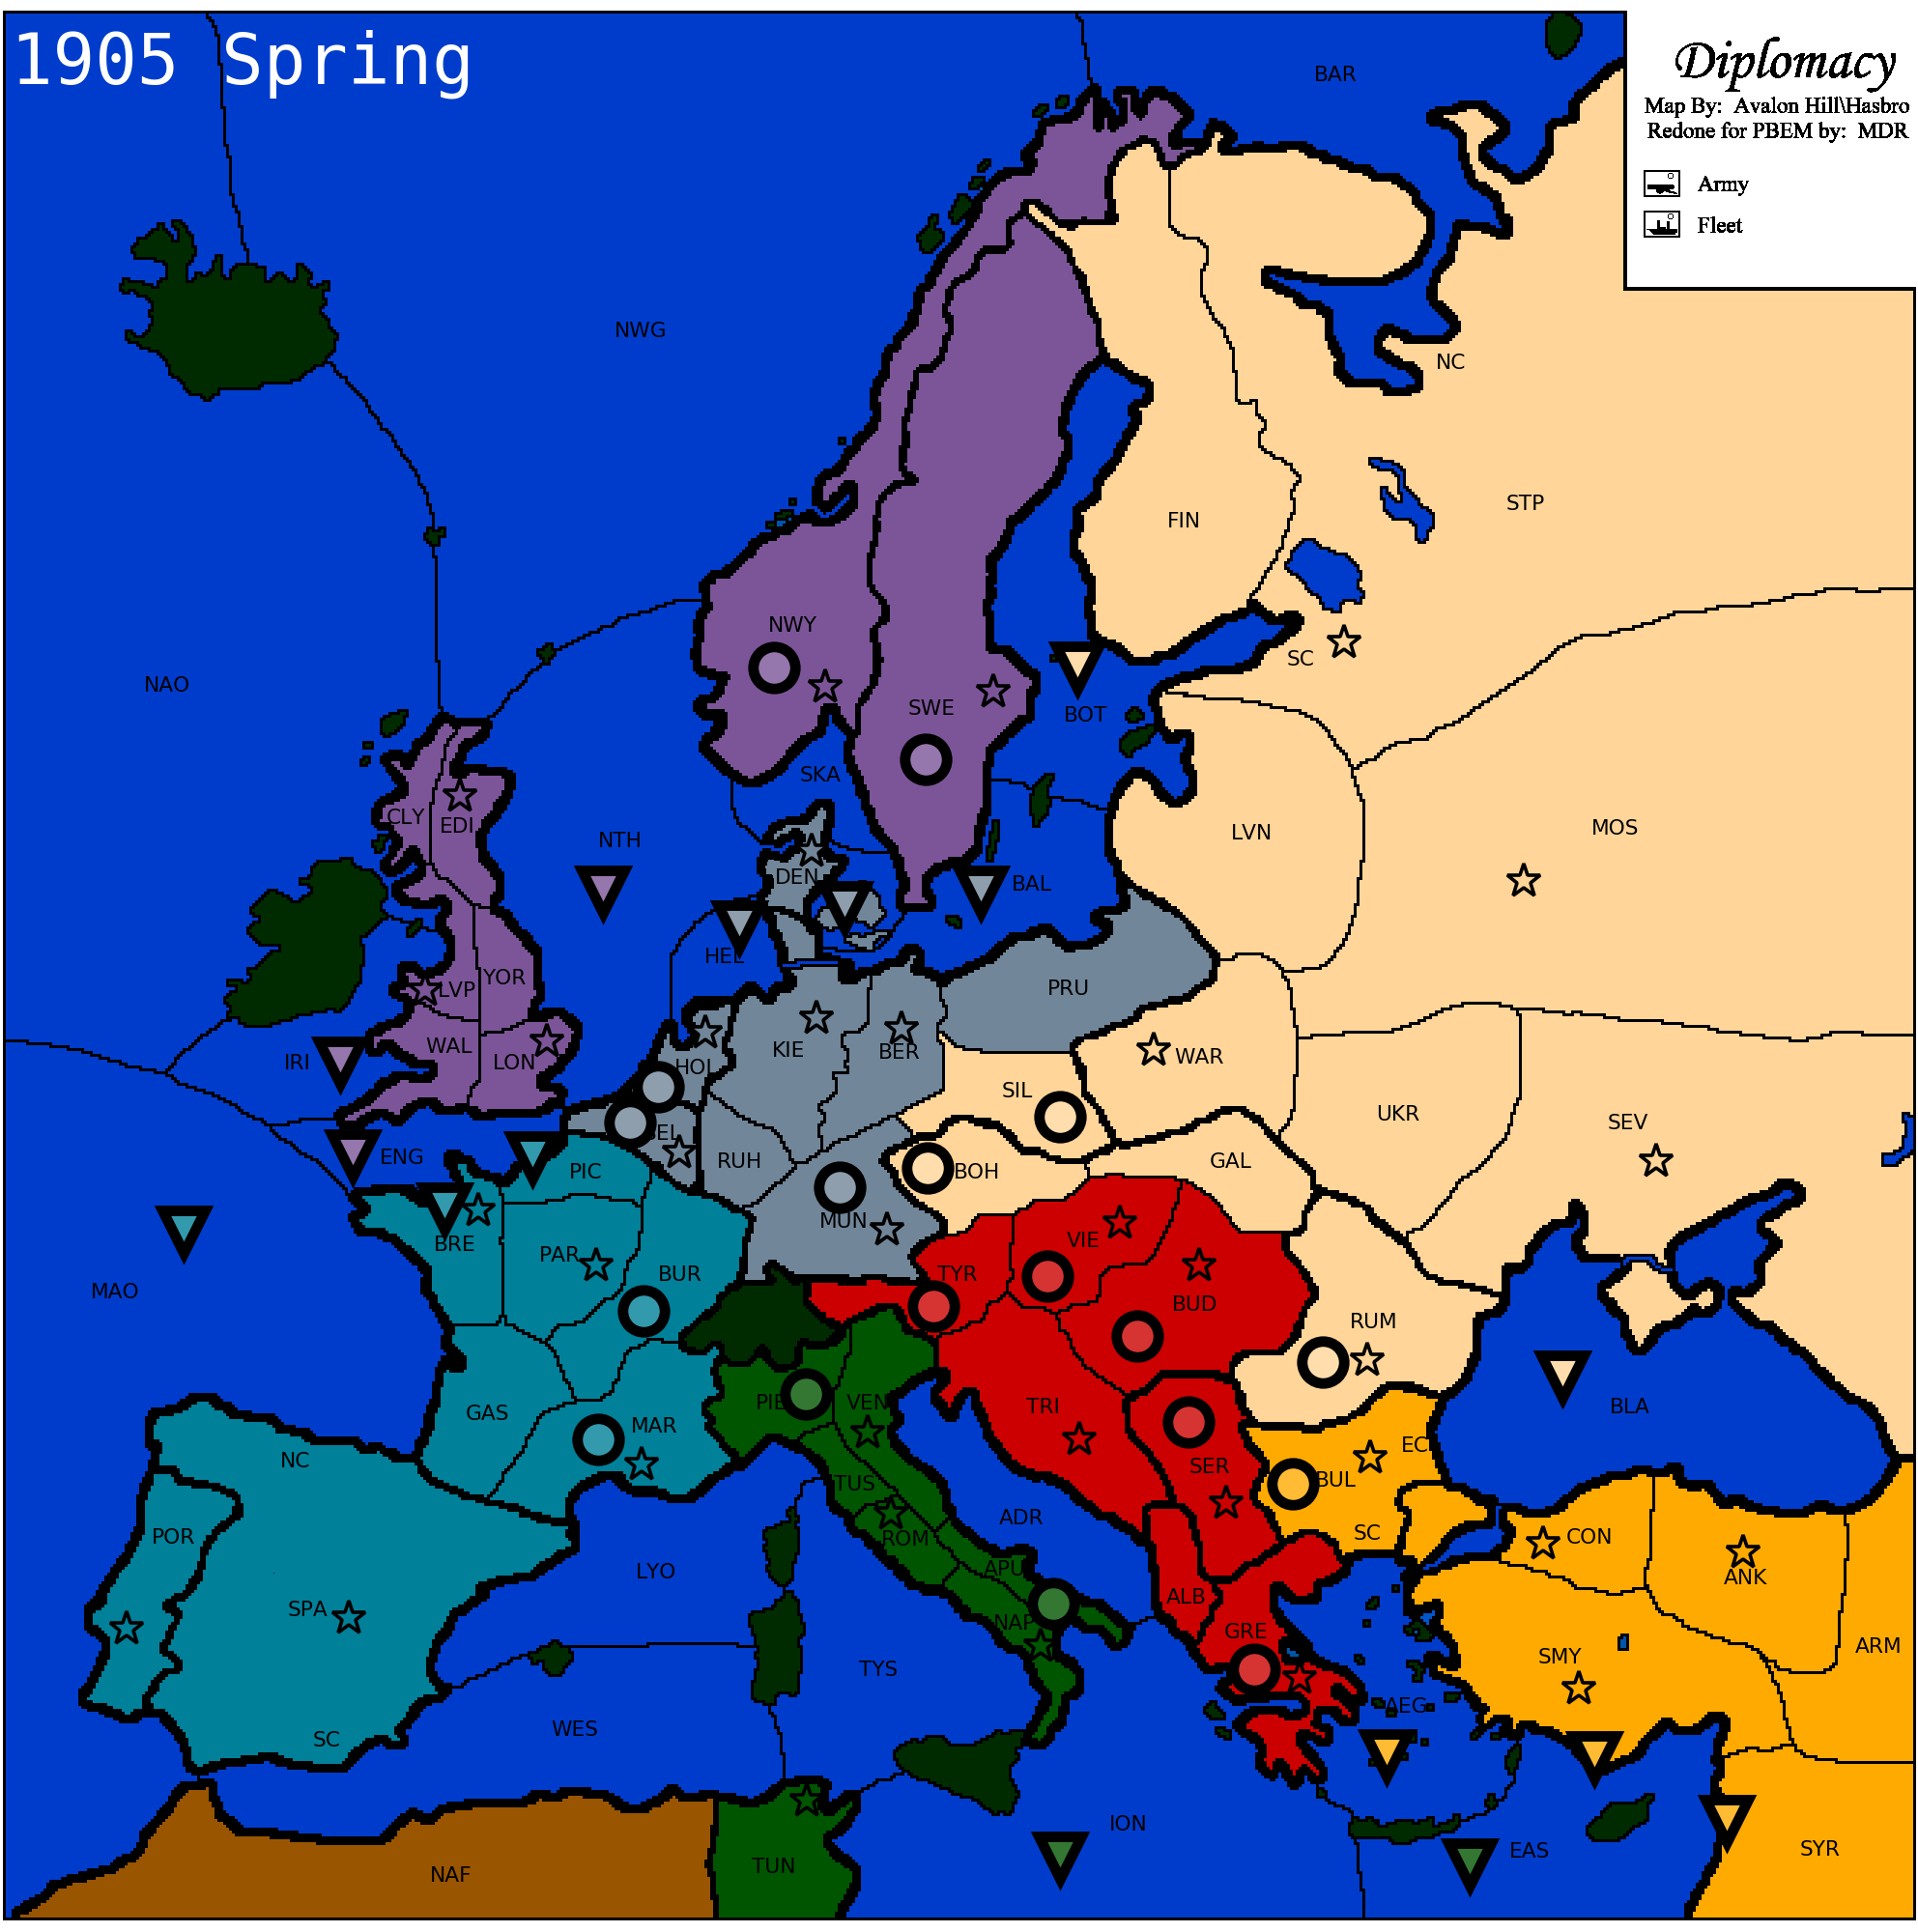 1905 Spring
Diplomacy
Map By: Avalon Hill\Hasbro
Redone for PBEM by: MDR
Army
Fleet
BAR
NWG
NC
STP
FIN
NWY
SC
NAO
SWE
BOT
SKA
CLY
EDI
NTH
LVN
MOS
DEN
BAL
HEL
YOR
LVP
PRU
WAL
LON
IRI
HOL
KIE
BER
WAR
SIL
UKR
SEV
BEL
ENG
PIC
RUH
BOH
GAL
MUN
BRE
PAR
BUR
VIE
TYR
MAO
BUD
RUM
PIE
VEN
TRI
BLA
GAS
MAR
NC
SER
EC
BUL
TUS
ADR
POR
ROM
SC
CON
LYO
APU
ANK
SPA
ALB
NAP
GRE
ARM
SMY
TYS
AEG
SC
WES
ION
EAS
SYR
TUN
NAF